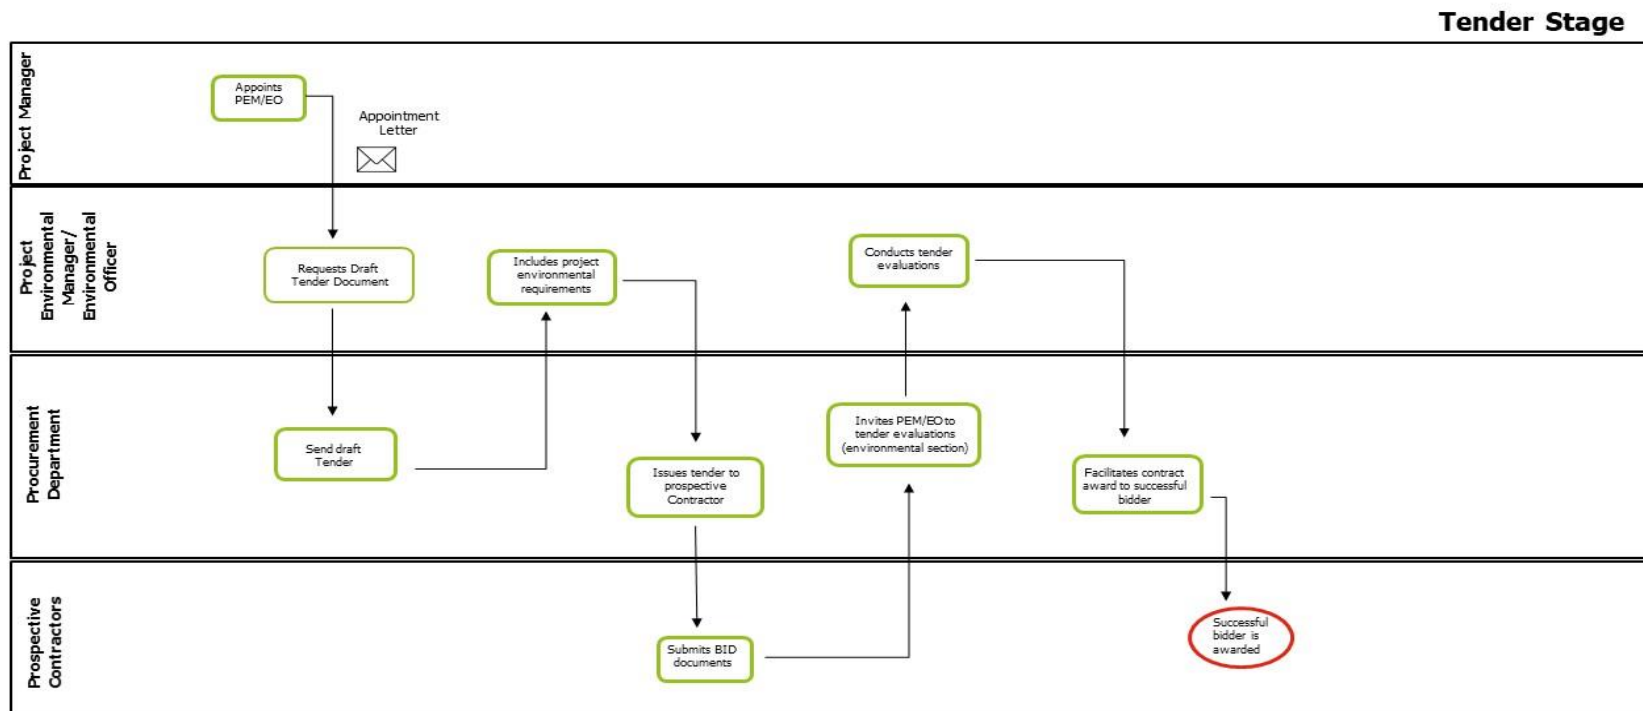 Tender Stage
Project Manager
Appoints
PEM/EO
Appointment
Letter
Project
Environmental
Manager/
Environmental
Officer
Requests Draft
Tender Document
Includes project
environmental
requirements
Conducts tender
evaluations
Procurement
Department
Send draft
Tender
Issues tender to
prospective
Contractor
Invites PEM/EO to
tender evaluations
(environmental section)
Facilitates contract
award to successful
bidder
Prospective
Contractors
Submits BID
documents
Successful
bidder is
awarded